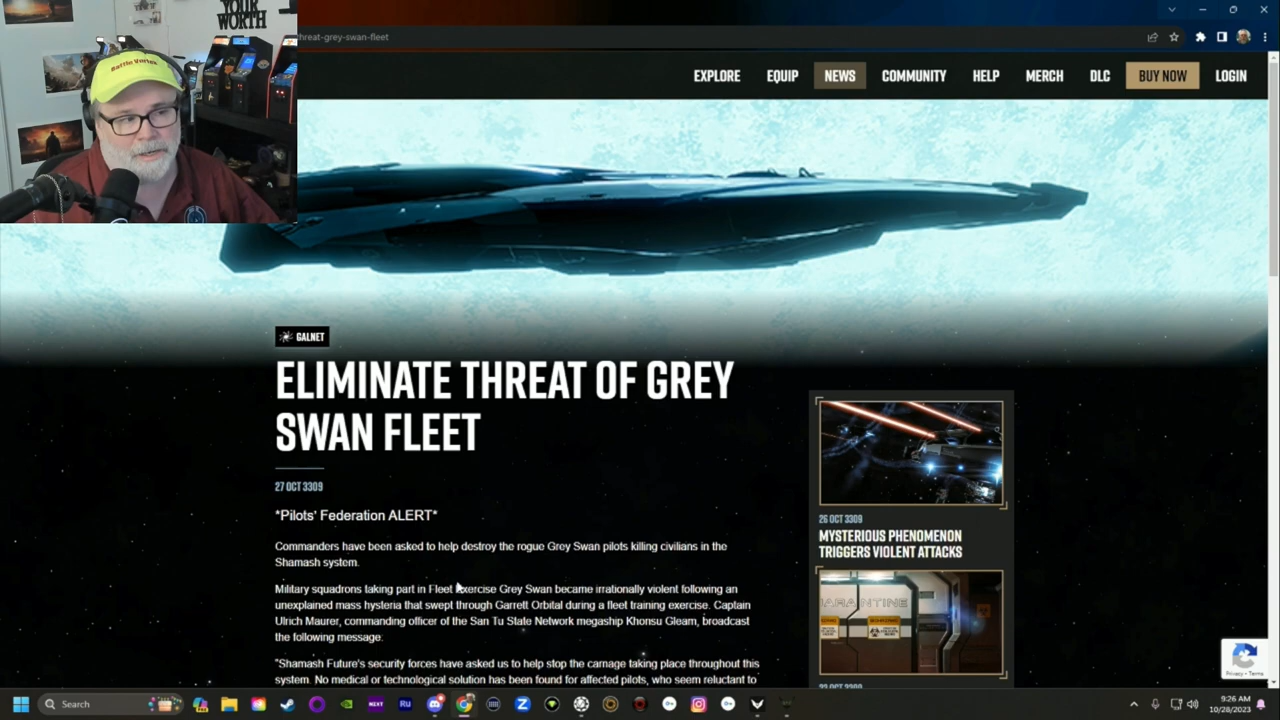 YOUR
WORTH
Battle Vortex
threat-grey-swan-fleet
EXPLORE EQUIP NEWS COMMUNITY HELP MERCH DLC BUY NOW LOGIN
GALNET
ELIMINATE THREAT OF GREY
SWAN FLEET
27 OCT 3309
*Pilots' Federation ALERT*
Commanders have been asked to help destroy the rogue Grey Swan pilots killing civilians in the
Shamash system.
Military squadrons taking part in Fleet Exercise Grey Swan became irrationally violent following an
unexplained mass hysteria that swept through Garrett Orbital during a fleet training exercise. Captain
Ulrich Maurer, commanding officer of the San Tu State Network megaship Khonsu Gleam, broadcast
the following message:
"Shamash Future's security forces have asked us to help stop the carnage taking place throughout this
system. No medical or technological solution has been found for affected pilots, who seem reluctant to
26 OCT 3309
MYSTERIOUS PHENOMENON
TRIGGERS VIOLENT ATTACKS
ARANTINE
Privacy - Terms
Search
NEXT
Ru
Z
9:26 AM
10/28/2023